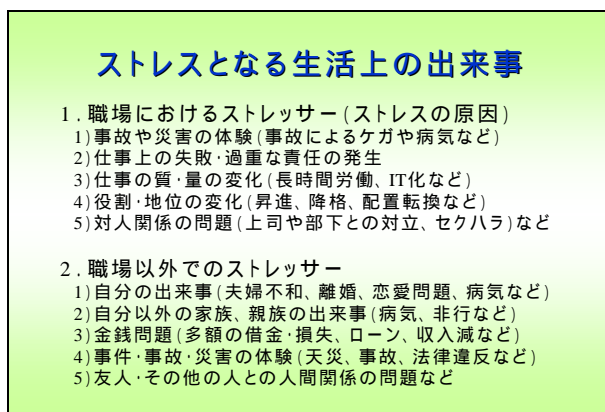 ストレスとなる生活上の出来事
1.職場におけるストレッサー(ストレスの原因)
1)事故や災害の体験(事故によるケガや病気など)
2)仕事上の失敗・過重な責任の発生
3)仕事の質・量の変化(長時間労働、IT化など)
4)役割・地位の変化(昇進、降格、配置転換など)
5)対人関係の問題(上司や部下との対立、セクハラ)など
2.職場以外でのストレッサー
1)自分の出来事(夫婦不和、離婚、恋愛問題、病気など)
2)自分以外の家族、親族の出来事(病気、非行など)
3)金銭問題(多額の借金・損失、ローン、収入減など)
4)事件・事故・災害の体験(天災、事故、法律違反など)
5)友人・その他の人との人間関係の問題など